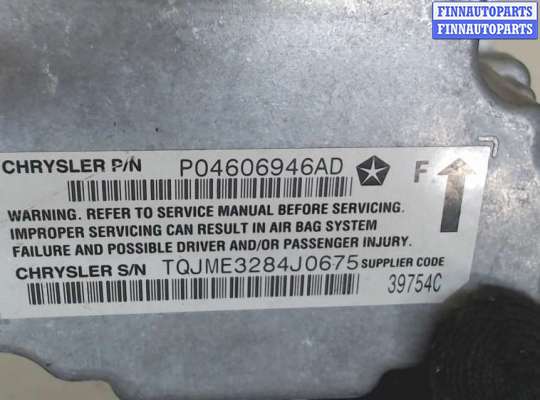 FINNAUTOPARTS
FINNAUTOPARTS
CHRYSLER P/N P04606946AD F
WARNING. REFER TO SERVICE MANUAL BEFORE SERVICING.
IMPROPER SERVICING CAN RESULT IN AIR BAG SYSTEM
FAILURE AND POSSIBLE DRIVER AND/OR PASSENGER INJURY.
CHRYSLER S/N TQJME3284J0675 SUPPLIER CODE
39754C